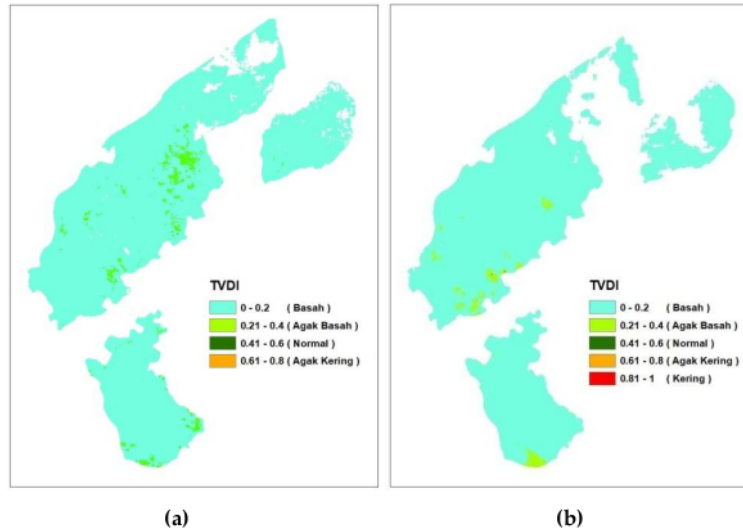 TVDI
0 - 0.2 ( Basah )
0.21 - 0.4 ( Agak Basah )
0.41 - 0.6 ( Normal )
0.61 - 0.8 ( Agak Kering )
TVDI
0 - 0.2 ( Basah )
0.21 - 0.4 ( Agak Basah )
0.41 - 0.6 ( Normal )
0.61 - 0.8 ( Agak Kering )
0.81 - 1 ( Kering )
(a)
(b)